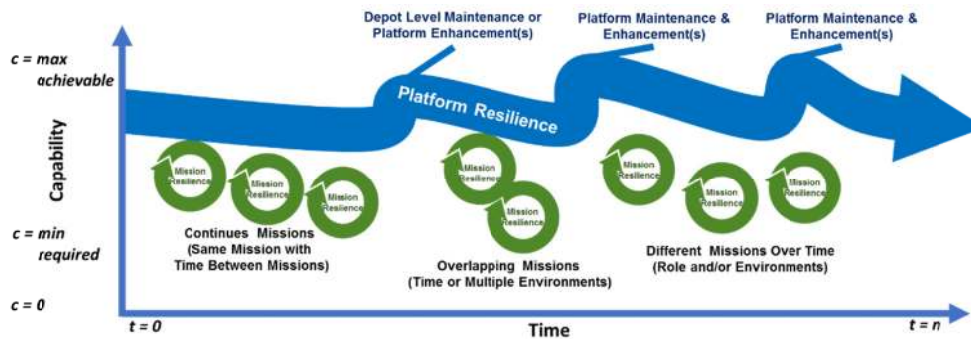 Depot Level Maintenance or
Platform Enhancement(s)
Platform Maintenance &
Enhancement(s)
Platform Maintenance &
Enhancement(s)
c = max
achievable
Platform Resilience
Capability
Mission
Resilience
Mission
Resilience
Mission
Resilience
Mission
Resilience
Mission
Resilience
Mission
Resilience
Mission
Resilience
Mission
Resilience
c = min
required
Continues Missions
(Same Mission with
Time Between Missions)
Overlapping Missions
(Time or Multiple Environments)
Different Missions Over Time
(Role and/or Environments)
c = 0
t = 0
Time
t = n